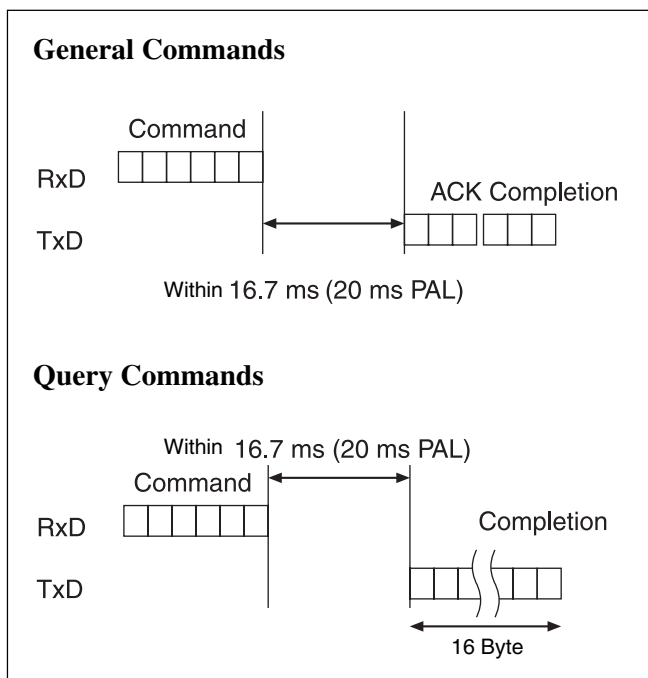 General Commands
Command
RxD
ACK Completion
TxD
Within 16.7 ms (20 ms PAL)
Query Commands
Within 16.7 ms (20 ms PAL)
Command
RxD
Completion
TxD
16 Byte